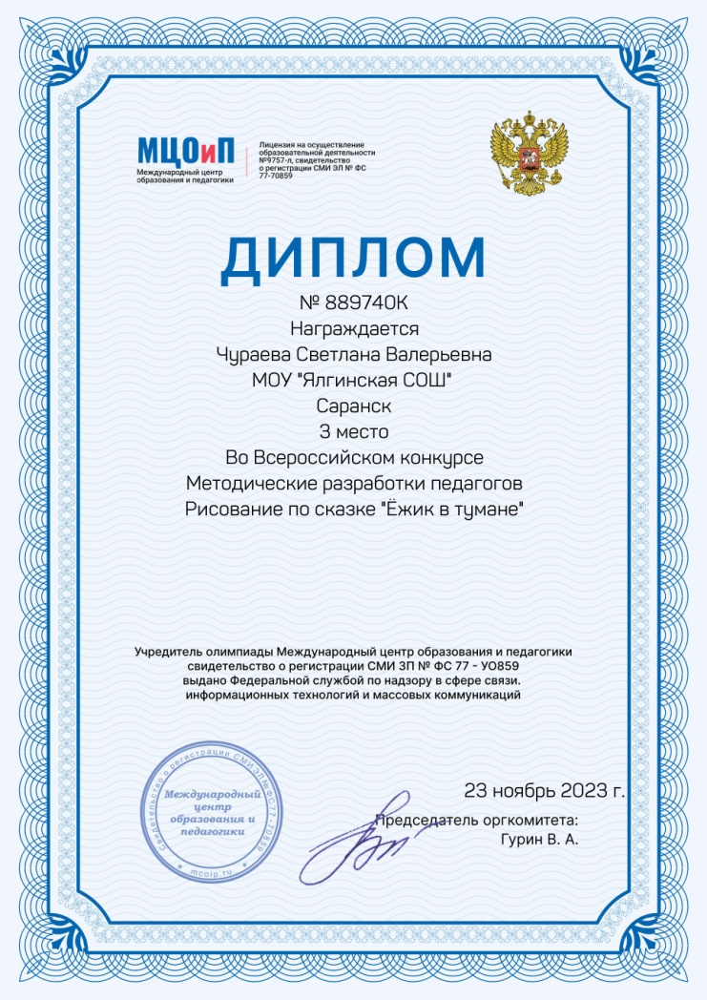 МЦОиП
Международный центр
образования и педагогики
Лицензия на осуществление
образовательной деятельности
№9757-л, свидетельство
о регистрации СМИ ЭЛ № ФС
77-70859
ДИПЛОМ
№ 889740К
Награждается
Чураева Светлана Валерьевна
МОУ "Ялгинская СОШ"
Саранск
3 место
Во Всероссийском конкурсе
Методические разработки педагогов
Рисование по сказке "Ёжик в тумане"
Учредитель олимпиады Международный центр образования и педагогики
свидетельство о регистрации СМИ ЗП № ФС 77 - УО859
выдано Федеральной службой по надзору в сфере связи.
информационных технологий и массовых коммуникаций
Свидетельство о регистрации СМИ ЭЛ № ФС 77-70859
Международный
центр
образования и
педагогики
mcoip.ru
23 ноябрь 2023 г.
Председатель оргкомитета:
Гурин В. А.